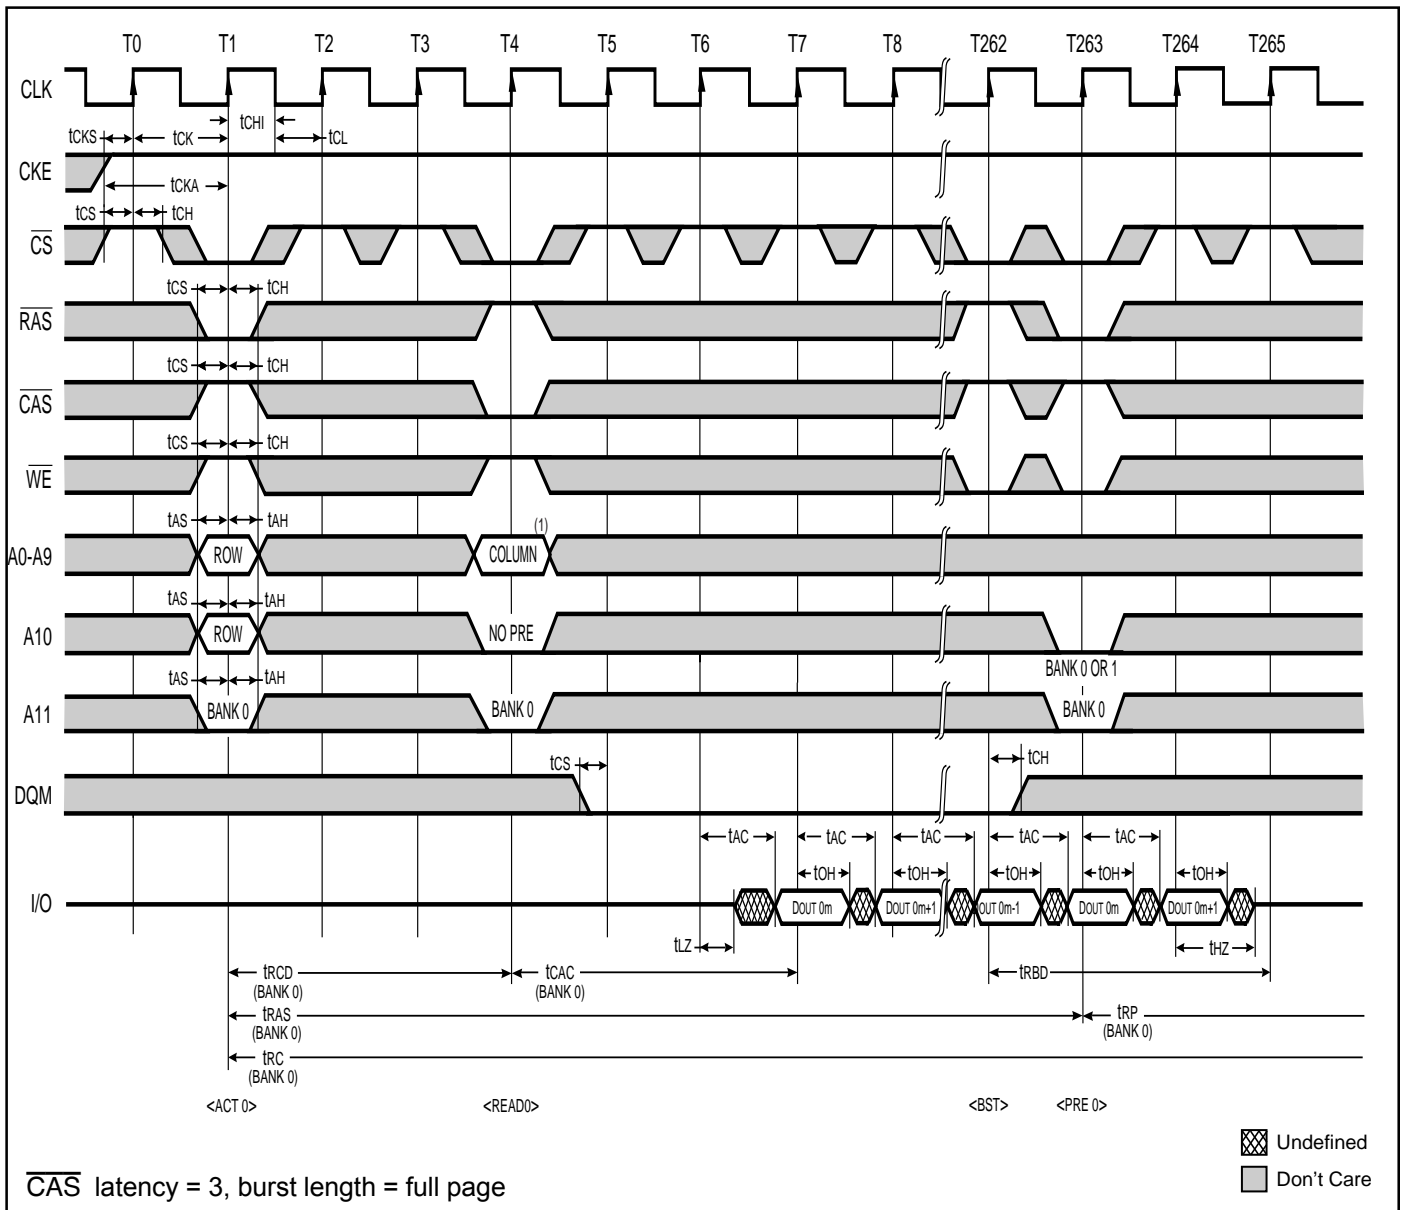 T0 T1 T2 T3 T4 T5 T6 T7 T8 T262 T263 T264 T265
CLK
tCHI
tCKS tCK tCL
CKE
tCKA
tCS tCH
CS
tCS tCH
RAS
tCS tCH
CAS
tCS tCH
WE
tAS tAH (1)
A0-A9 ROW COLUMN
tAS tAH
A10 ROW NO PRE
BANK 0 OR 1
tAS tAH
A11 BANK 0 BANK 0 BANK 0
tCS tCH
DQM
tAC tAC tAC tAC tAC
tOH tOH tOH tOH tOH
I/O DOUT 0m DOUT 0m+1 OUT 0m-1 DOUT 0m DOUT 0m+1
tLZ tHZ
tRCD tCAC tRBD
(BANK 0) (BANK 0)
tRAS tRP
(BANK 0) (BANK 0)
tRC
(BANK 0)
<ACT 0> <READ0> <BST> <PRE 0>
Undefined
Don't Care
CAS latency = 3, burst length = full page